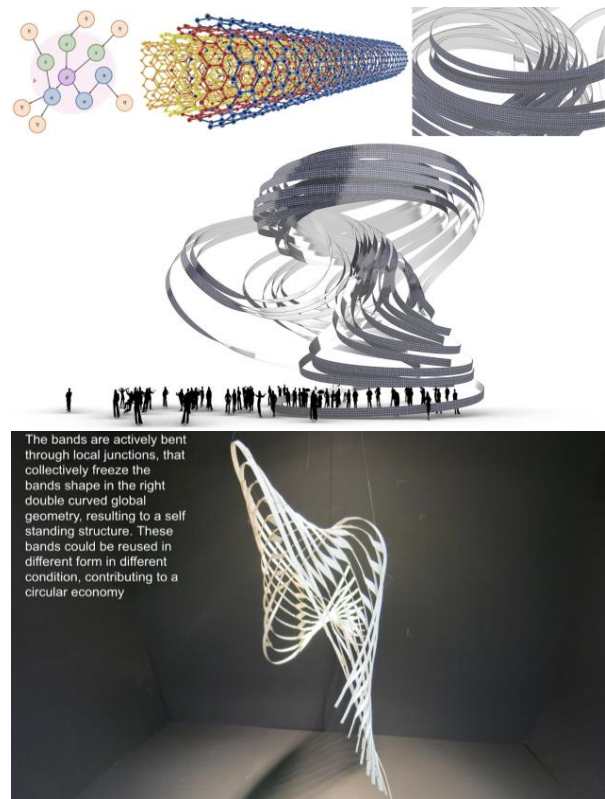 The bands are actively bent
through local junctions, that
collectively freeze the
bands shape in the right
double curved global
geometry, resulting to a self
standing structure. These
bands could be reused in
different form in different
condition, contributing to a
circular economy